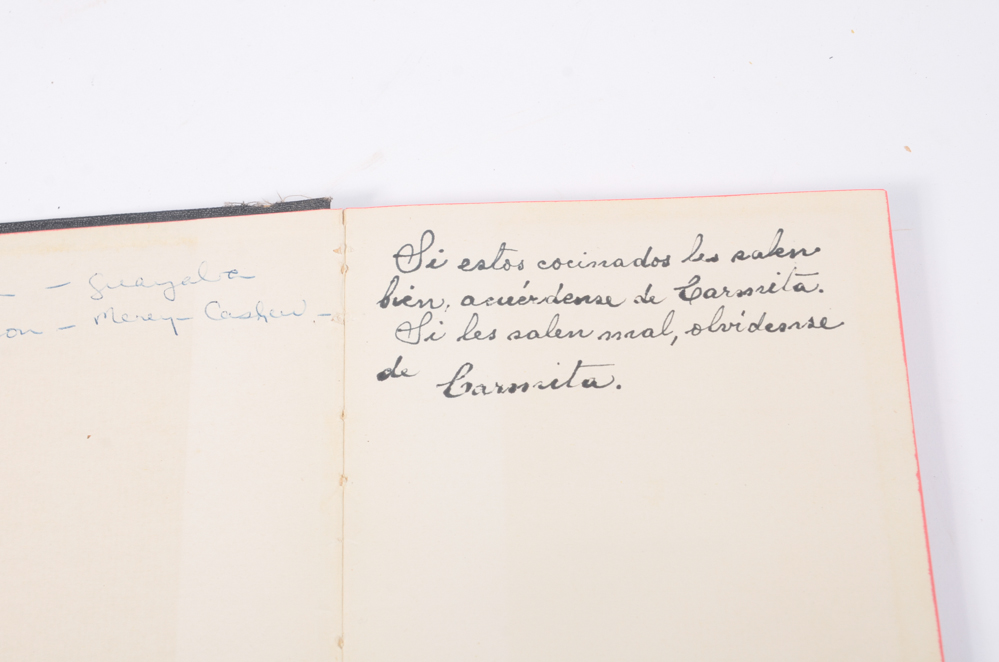 - Guayaba
on - Merey - Cashew. -
Si estos cocinados les salen
bien, acuérdense de Carmita.
Si les salen mal, olvídense
de Carmita.